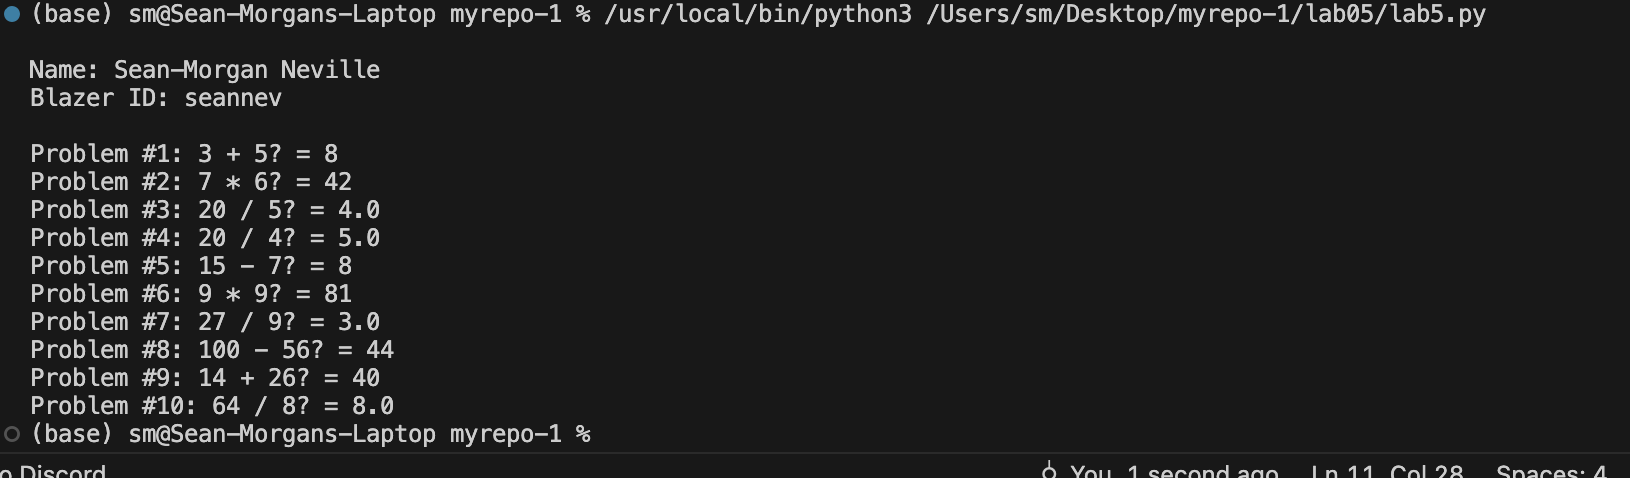 (base) sm@Sean-Morgans-Laptop myrepo-1 % /usr/local/bin/python3 /Users/sm/Desktop/myrepo-1/lab05/lab5.py
Name: Sean-Morgan Neville
Blazer ID: seannev
Problem #1: 3 + 5? = 8
Problem #2: 7 * 6? = 42
Problem #3: 20 / 5? = 4.0
Problem #4: 20 / 4? = 5.0
Problem #5: 15 - 7? = 8
Problem #6: 9 * 9? = 81
Problem #7: 27 / 9? = 3.0
Problem #8: 100 - 56? = 44
Problem #9: 14 + 26? = 40
Problem #10: 64 / 8? = 8.0
(base) sm@Sean-Morgans-Laptop myrepo-1 %
o Discord You, 1 second ago Ln 11, Col 28 Spaces: 4